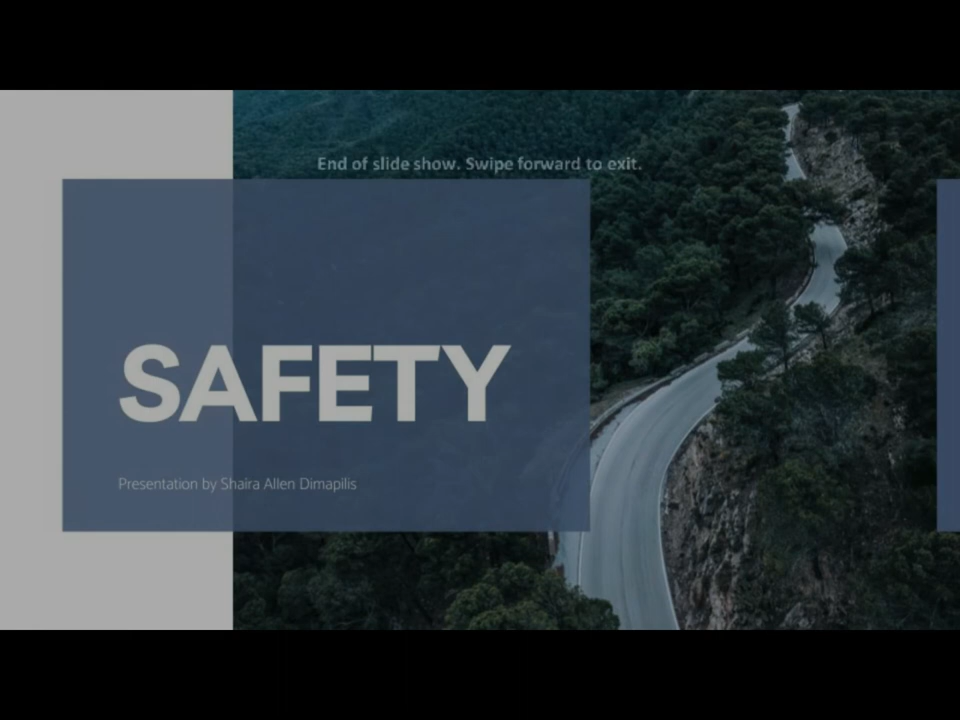 End of slide show. Swipe forward to exit.
SAFETY
Presentation by Shaira Allen Dimapilis